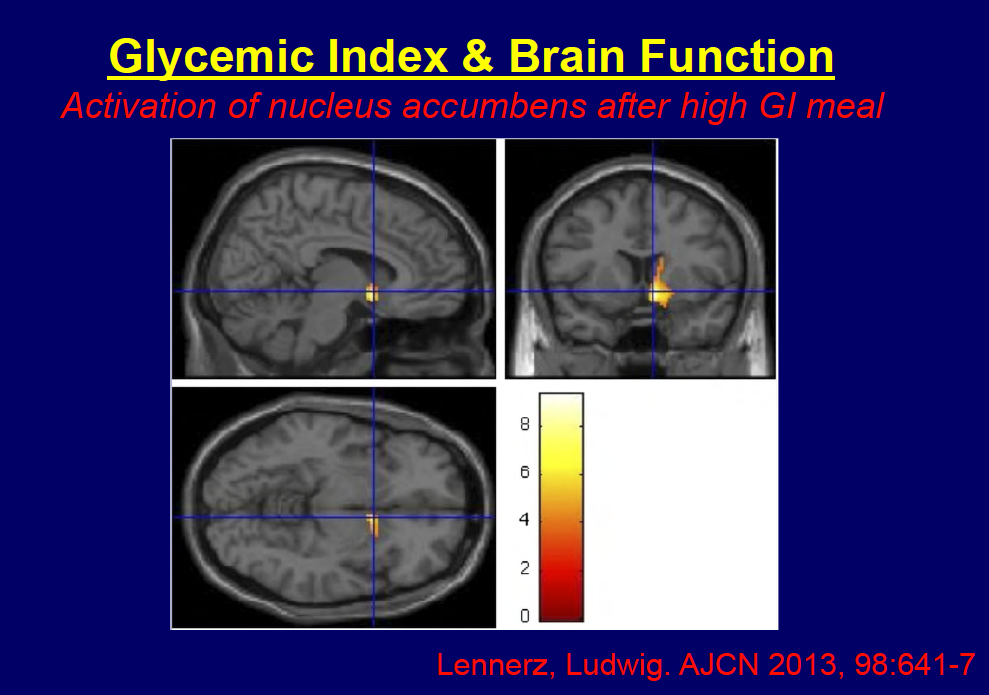 Glycemic Index & Brain Function
Activation of nucleus accumbens after high GI meal
8
6
4
2
0
Lennerz, Ludwig. AJCN 2013, 98:641-7